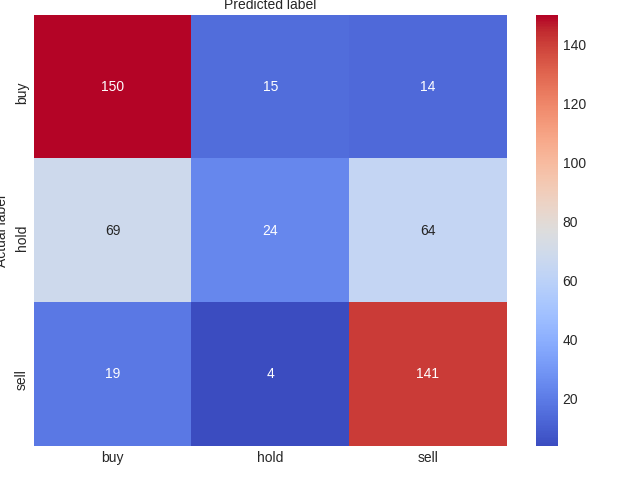 Predicted label
buy 150 15 14
hold 69 24 64
sell 19 4 141
buy hold sell
Actual label
140
120
100
80
60
40
20